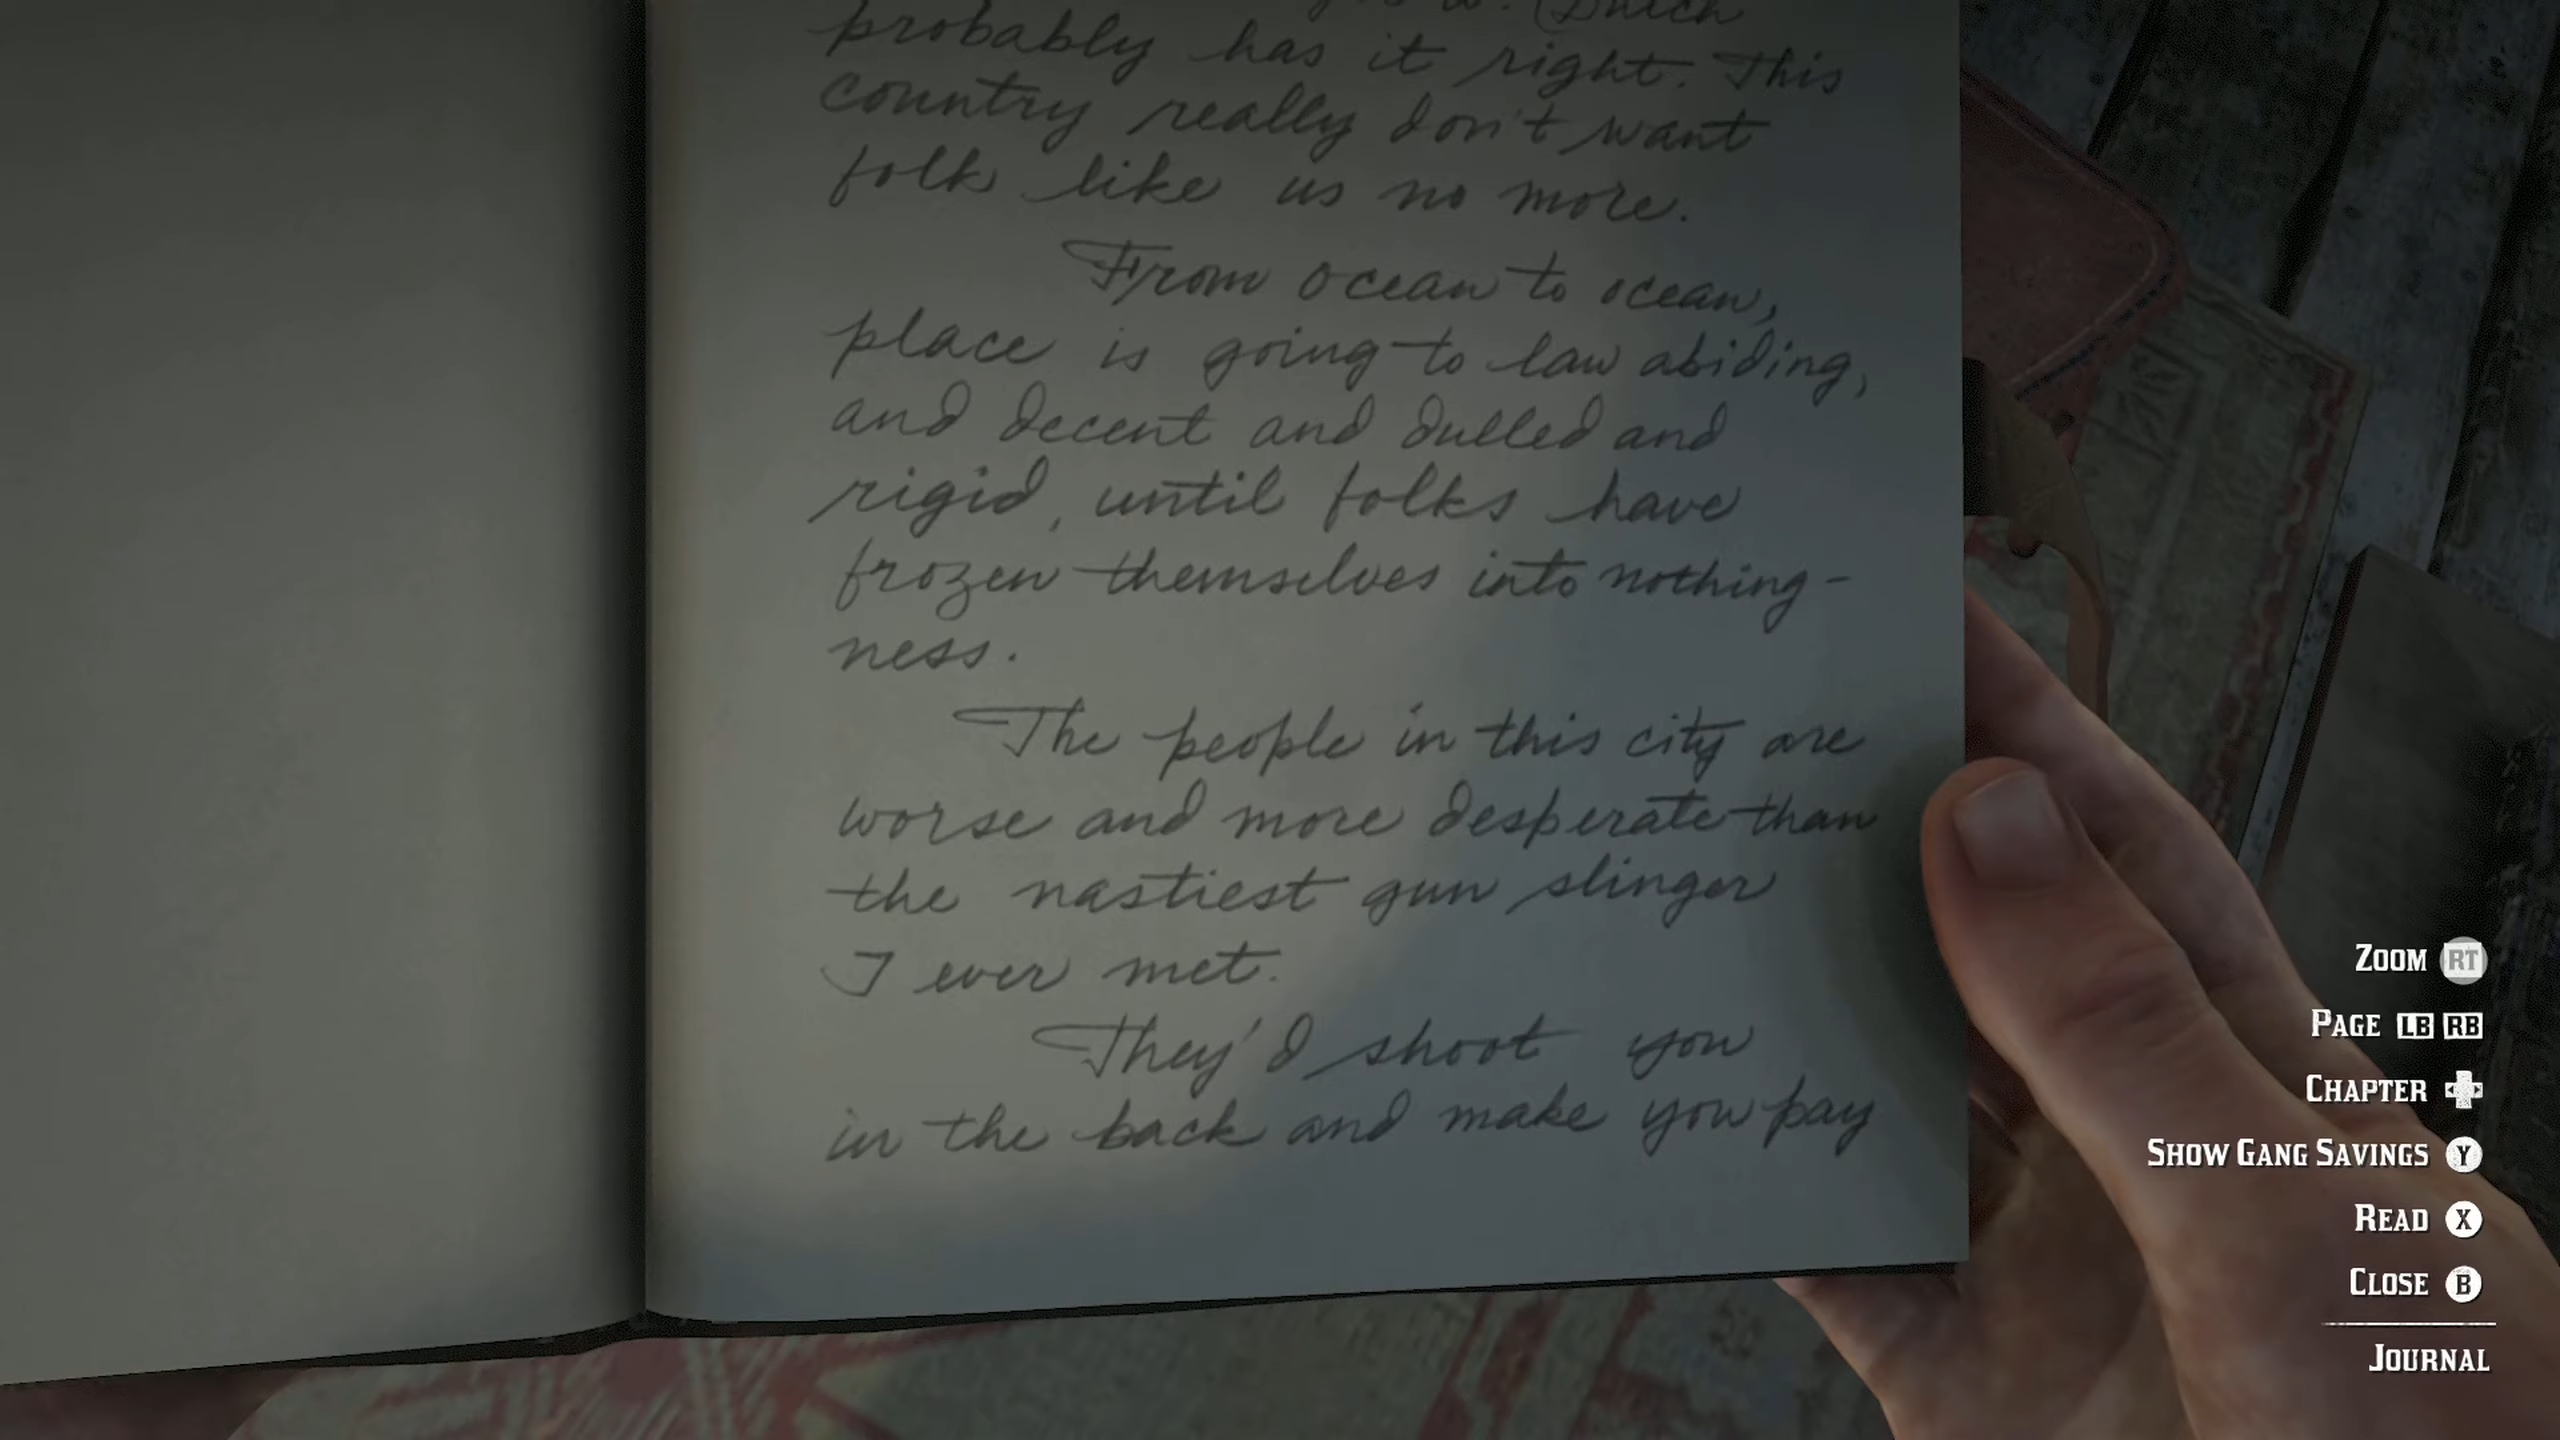 Dutch
probably has it right. This
country really don't want
folk like us no more.
From ocean to ocean,
place is going to law abiding,
and decent and dulled and
rigid, until folks have
frozen themselves into nothing-
ness.
The people in this city are
worse and more desperate than
the nastiest gun slinger
I ever met.
They'd shoot you
in the back and make you pay
ZOOM RT
PAGE LB RB
CHAPTER
SHOW GANG SAVINGS Y
READ X
CLOSE B
JOURNAL